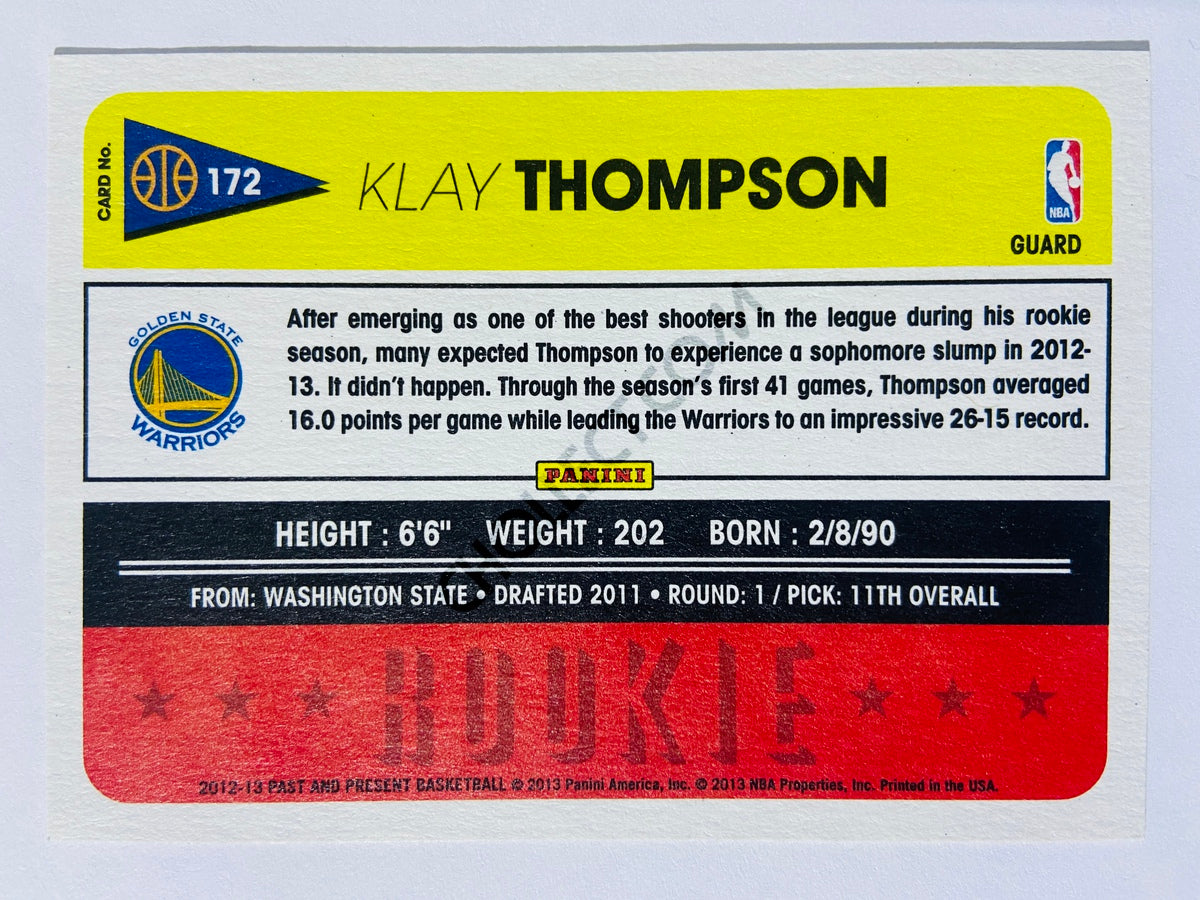 CARD No.
172
KLAY THOMPSON
NBA
GUARD
GOLDEN STATE
WARRIORS
After emerging as one of the best shooters in the league during his rookie
season, many expected Thompson to experience a sophomore slump in 2012-
13. It didn't happen. Through the season's first 41 games, Thompson averaged
16.0 points per game while leading the Warriors to an impressive 26-15 record.
PANINI
HEIGHT : 6'6" WEIGHT : 202 BORN : 2/8/90
FROM: WASHINGTON STATE • DRAFTED 2011 • ROUND: 1 / PICK: 11TH OVERALL
ROOKIE
2012-13 PAST AND PRESENT BASKETBALL © 2013 Panini America, Inc. © 2013 NBA Properties, Inc. Printed in the USA.